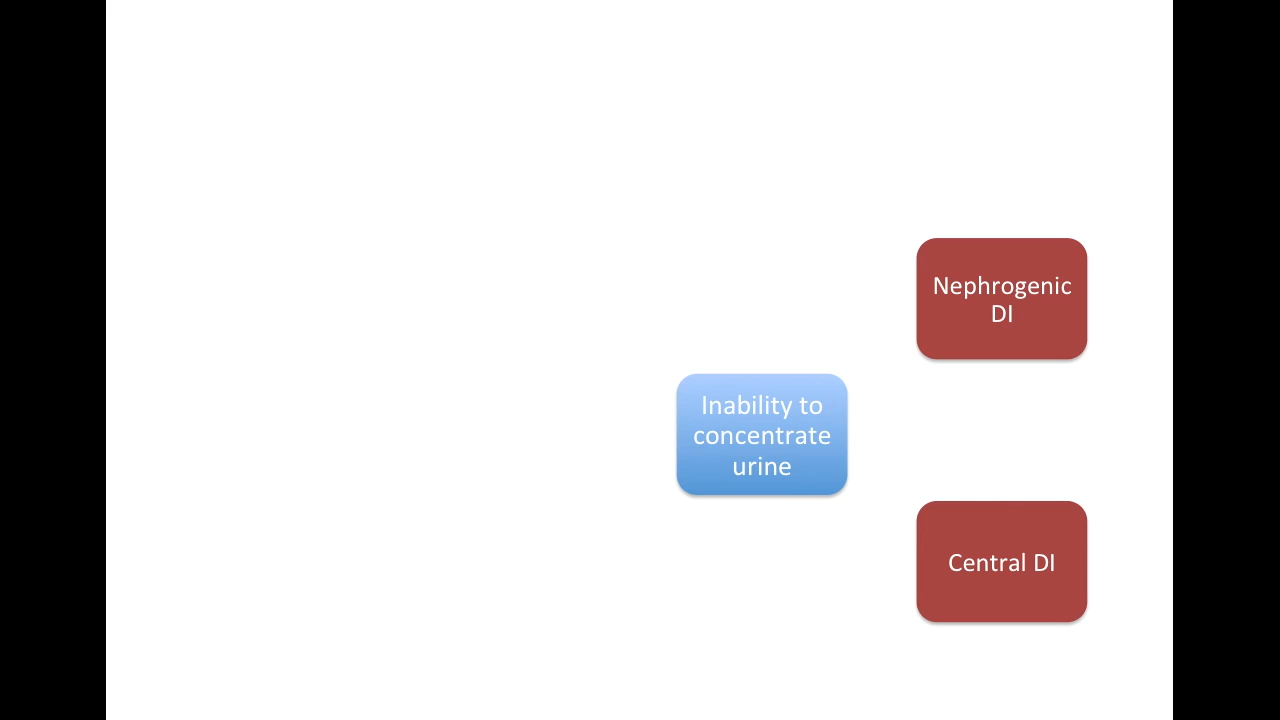 Nephrogenic
DI
Inability to
concentrate
urine
Central DI